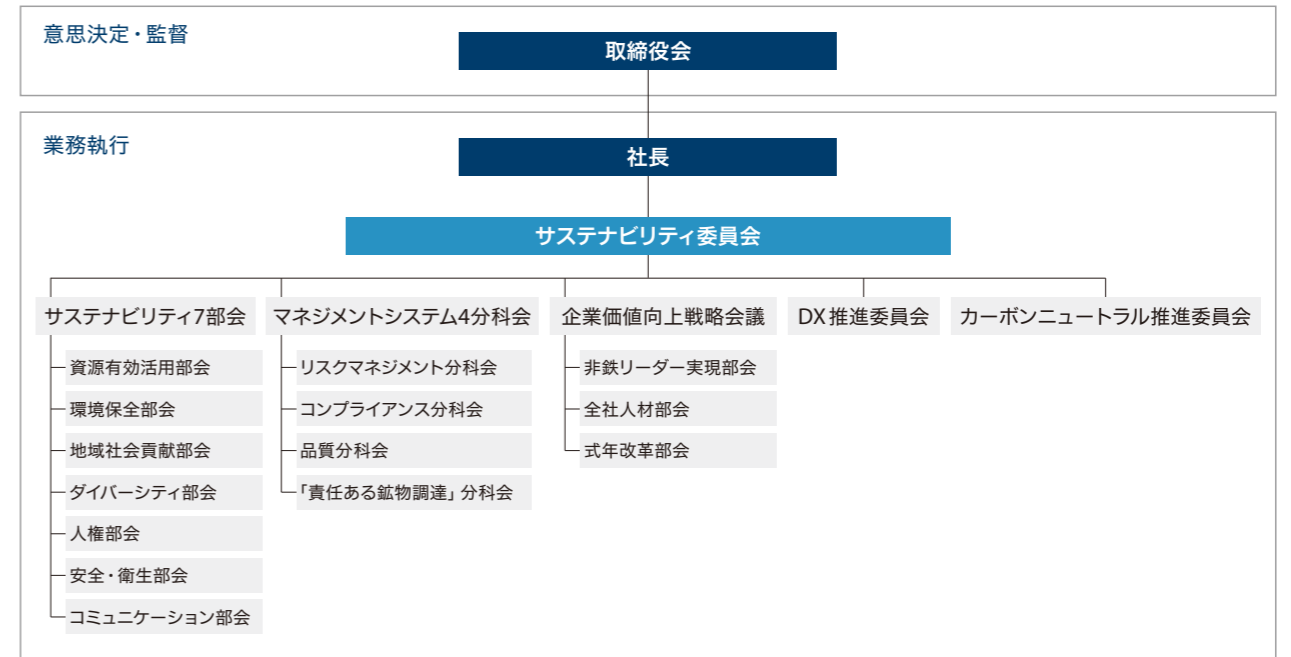 意思決定・監督
取締役会
業務執行
社長
サステナビリティ委員会
サステナビリティ7部会
資源有効活用部会
環境保全部会
地域社会貢献部会
ダイバーシティ部会
人権部会
安全・衛生部会
コミュニケーション部会
マネジメントシステム4分科会
リスクマネジメント分科会
コンプライアンス分科会
品質分科会
「責任ある鉱物調達」分科会
企業価値向上戦略会議
非鉄リーダー実現部会
全社人材部会
式年改革部会
DX推進委員会
カーボンニュートラル推進委員会